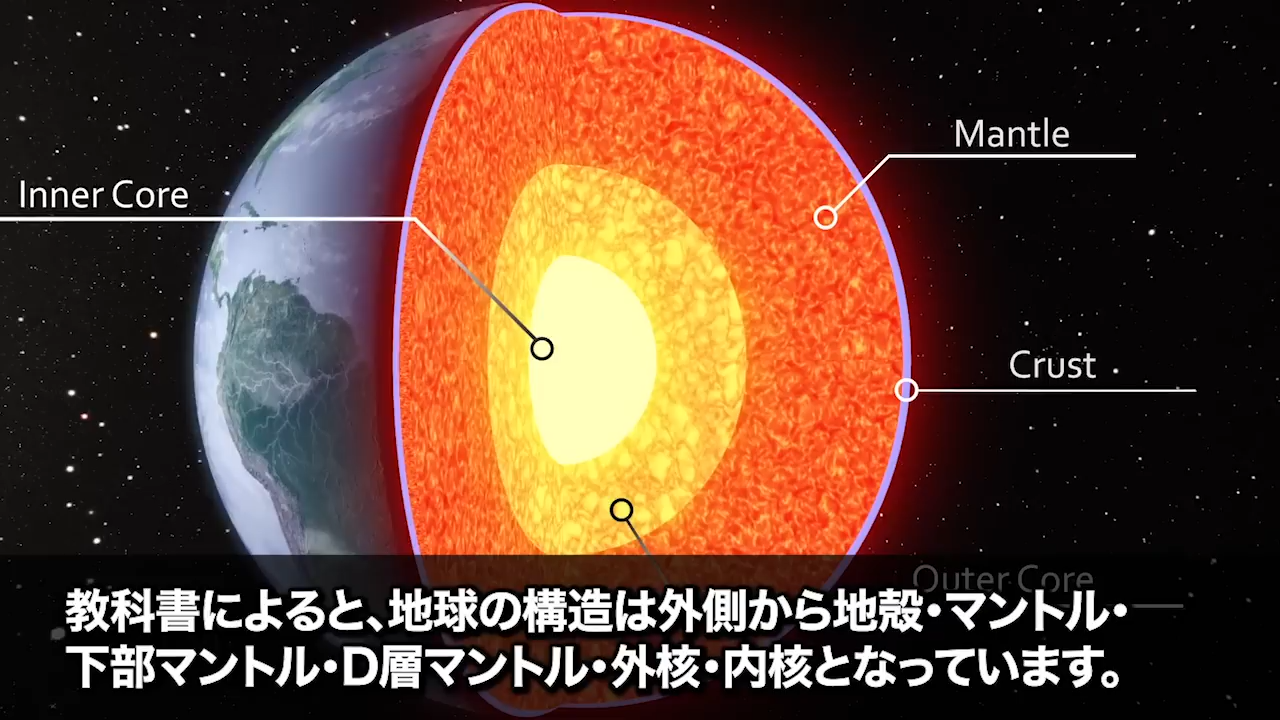 Mantle
Inner Core
Crust
Outer Core
教科書によると、地球の構造は外側から地殻・マントル・
下部マントル・D層マントル・外核・内核となっています。